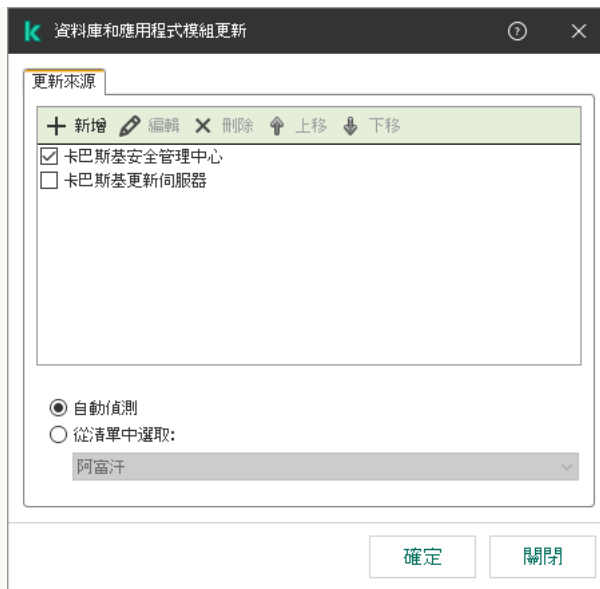 資料庫和應用程式模組更新
更新來源
新增 編輯 刪除 上移 下移
卡巴斯基安全管理中心
卡巴斯基更新伺服器
自動偵測
從清單中選取:
阿富汗
確定 關閉